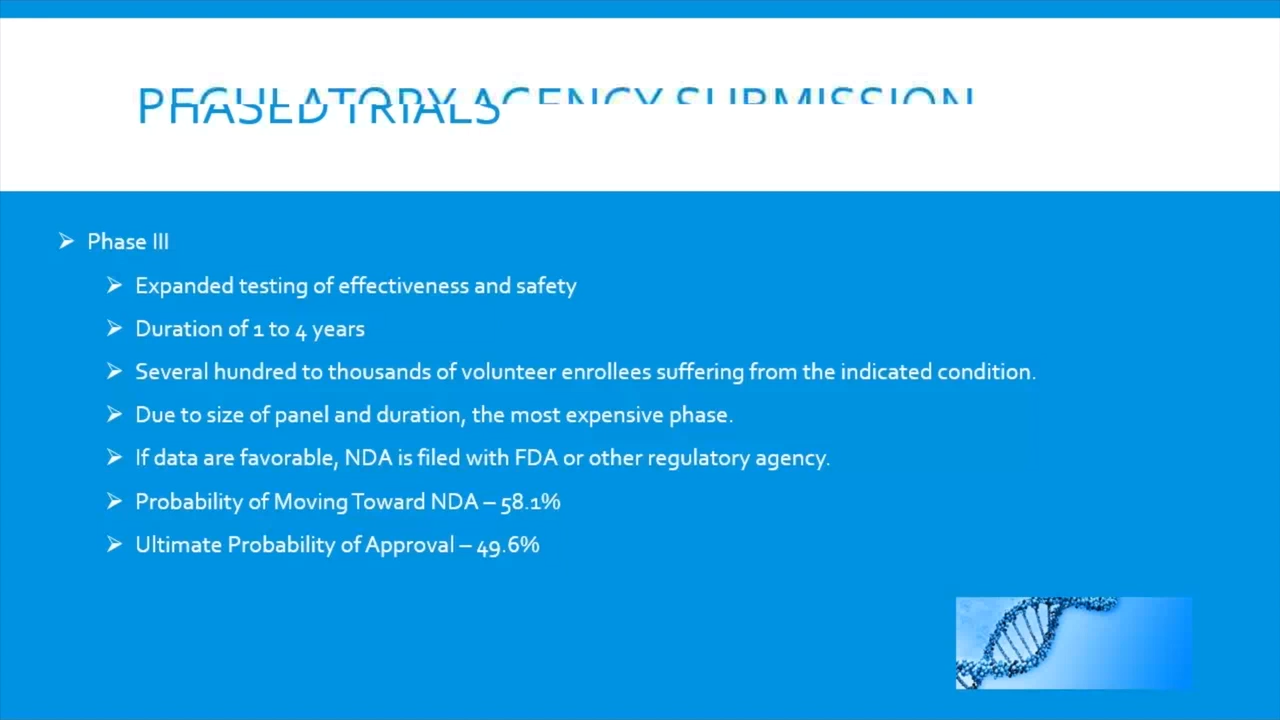 REGULATORY AGENCY SUBMISSION
PHASED TRIALS
Phase III
Expanded testing of effectiveness and safety
Duration of 1 to 4 years
Several hundred to thousands of volunteer enrollees suffering from the indicated condition.
Due to size of panel and duration, the most expensive phase.
If data are favorable, NDA is filed with FDA or other regulatory agency.
Probability of Moving Toward NDA – 58.1%
Ultimate Probability of Approval – 49.6%